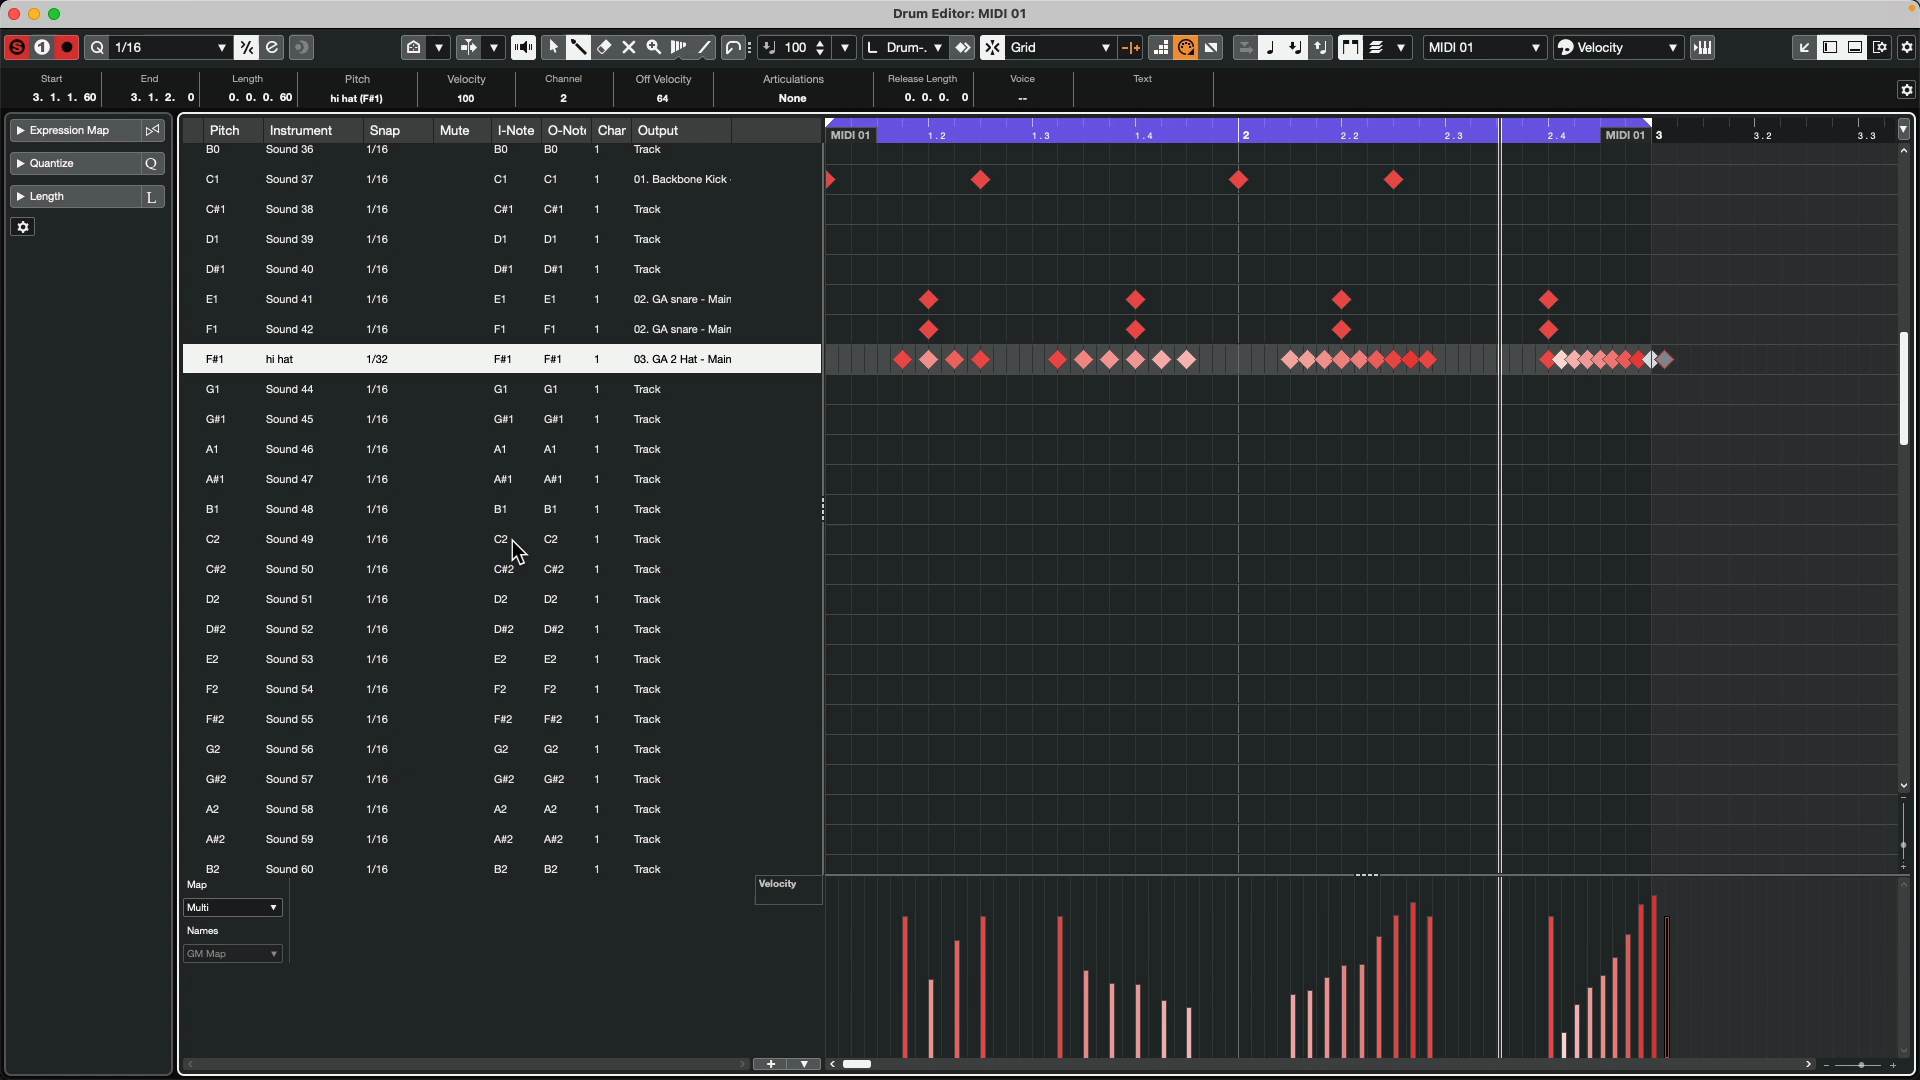 Drum Editor: MIDI 01
S 1 Q 1/16 100 L Drum-. Grid MIDI 01 Velocity
Start End Length Pitch Velocity Channel Off Velocity Articulations Release Length Voice Text
3. 1. 1. 60 3. 1. 2. 0 0. 0. 0. 60 hi hat (F#1) 100 2 64 None 0. 0. 0. 0 --
Expression Map
Quantize Q
Length L
Pitch Instrument Snap Mute I-Note O-Note Char Output
MIDI 01 1.2 1.3 1.4 2 2.2 2.3 2.4 MIDI 01 3 3.2 3.3
B0 Sound 36 1/16 B0 B0 1 Track
C1 Sound 37 1/16 C1 C1 1 01. Backbone Kick
C#1 Sound 38 1/16 C#1 C#1 1 Track
D1 Sound 39 1/16 D1 D1 1 Track
D#1 Sound 40 1/16 D#1 D#1 1 Track
E1 Sound 41 1/16 E1 E1 1 02. GA snare - Main
F1 Sound 42 1/16 F1 F1 1 02. GA snare - Main
F#1 hi hat 1/32 F#1 F#1 1 03. GA 2 Hat - Main
G1 Sound 44 1/16 G1 G1 1 Track
G#1 Sound 45 1/16 G#1 G#1 1 Track
A1 Sound 46 1/16 A1 A1 1 Track
A#1 Sound 47 1/16 A#1 A#1 1 Track
B1 Sound 48 1/16 B1 B1 1 Track
C2 Sound 49 1/16 C2 C2 1 Track
C#2 Sound 50 1/16 C#2 C#2 1 Track
D2 Sound 51 1/16 D2 D2 1 Track
D#2 Sound 52 1/16 D#2 D#2 1 Track
E2 Sound 53 1/16 E2 E2 1 Track
F2 Sound 54 1/16 F2 F2 1 Track
F#2 Sound 55 1/16 F#2 F#2 1 Track
G2 Sound 56 1/16 G2 G2 1 Track
G#2 Sound 57 1/16 G#2 G#2 1 Track
A2 Sound 58 1/16 A2 A2 1 Track
A#2 Sound 59 1/16 A#2 A#2 1 Track
B2 Sound 60 1/16 B2 B2 1 Track
Map
Multi
Names
GM Map
Velocity